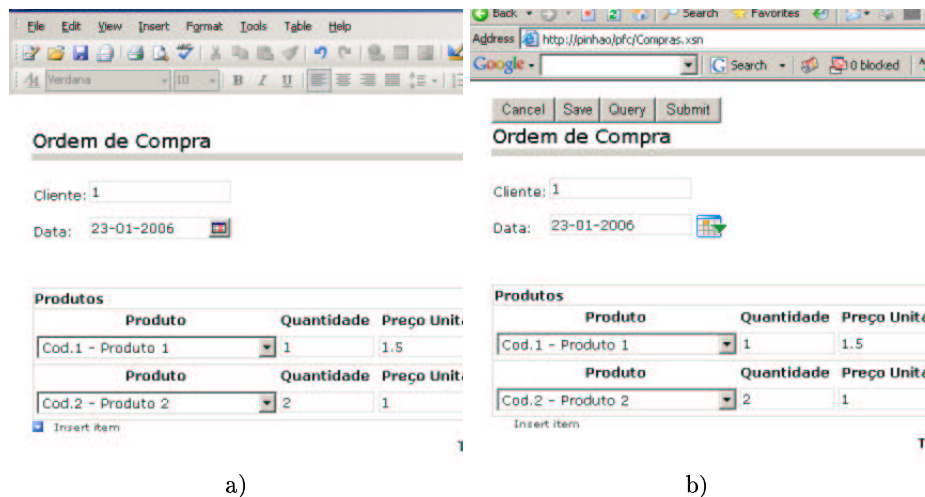 File Edit View Insert Format Tools Table Help
Verdana 10 B I U
Ordem de Compra
Cliente: 1
Data: 23-01-2006
Produtos
Produto Quantidade Preço Unit
Cod.1 - Produto 1 1 1.5
Produto Quantidade Preço Unit
Cod.2 - Produto 2 2 1
Insert item
T
a)
Back Search Favorites
Address http://pinhao/pfc/Compras.xsn
Google Search 0 blocked
Cancel Save Query Submit
Ordem de Compra
Cliente: 1
Data: 23-01-2006
Produtos
Produto Quantidade Preço Unit
Cod.1 - Produto 1 1 1.5
Produto Quantidade Preço Unit
Cod.2 - Produto 2 2 1
Insert item
T
b)